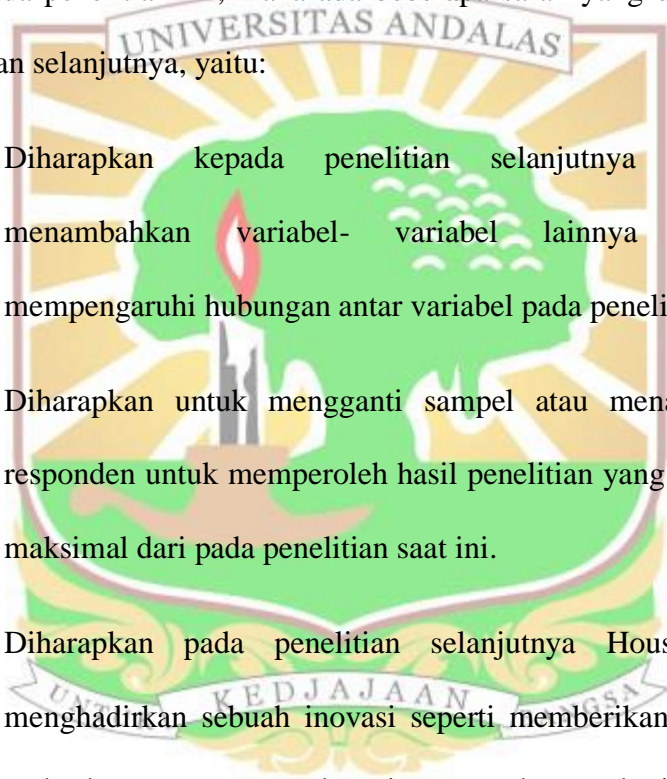 UNIVERSITAS ANDALAS
an selanjutnya, yaitu:
Diharapkan kepada penelitian selanjutnya
menambahkan variabel- variabel lainnya
mempengaruhi hubungan antar variabel pada peneli
Diharapkan untuk mengganti sampel atau mena
responden untuk memperoleh hasil penelitian yang
maksimal dari pada penelitian saat ini.
Diharapkan pada penelitian selanjutnya Hous
UNTUK KEDJAJAAN BANGSA
menghadirkan sebuah inovasi seperti memberikan